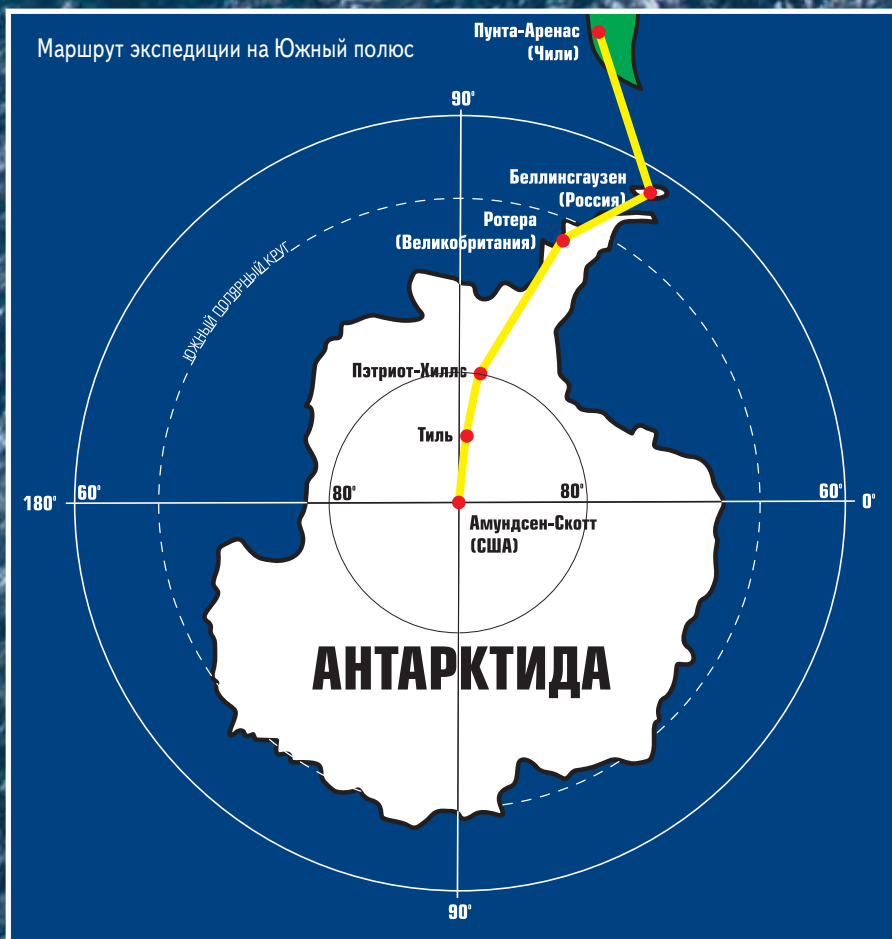 Маршрут экспедиции на Южный полюс
Пунта-Аренас
(Чили)
90°
Беллинсгаузен
(Россия)
Ротера
(Великобритания)
ЮЖНЫЙ ПОЛЯРНЫЙ КРУГ
Пэтриот-Хиллс
Тиль
180°
60°
80°
80°
60°
0°
Амундсен-Скотт
(США)
АНТАРКТИДА
90°